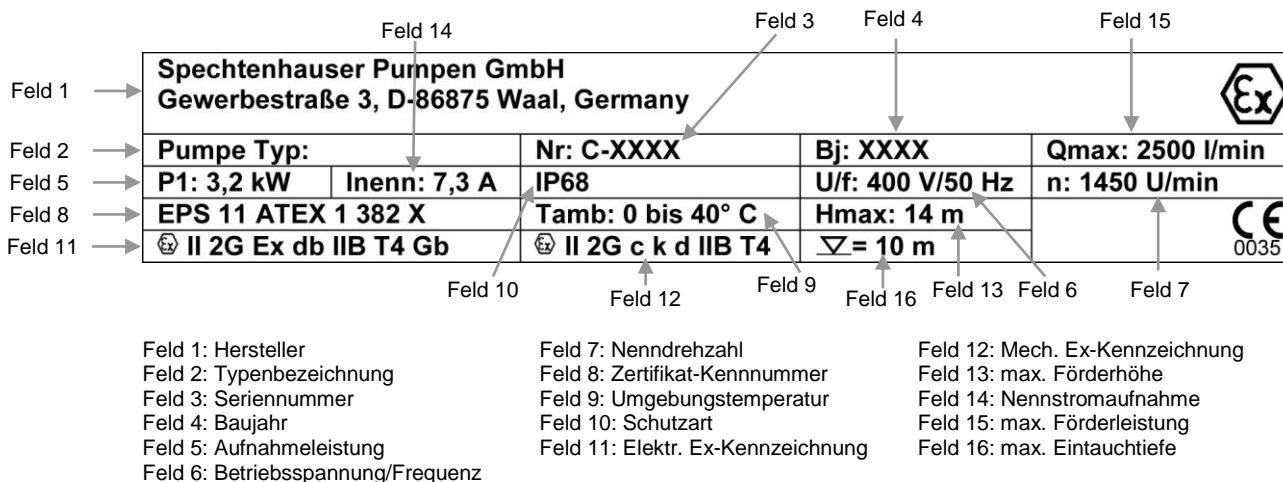 Feld 14
Feld 3
Feld 4
Feld 15
Feld 1
Spechtenhauser Pumpen GmbH
Gewerbestraße 3, D-86875 Waal, Germany
Ex
Feld 2
Pumpe Typ:
Nr: C-XXXX
Bj: XXXX
Qmax: 2500 l/min
Feld 5
P1: 3,2 kW
Inenn: 7,3 A
IP68
U/f: 400 V/50 Hz
n: 1450 U/min
Feld 8
EPS 11 ATEX 1 382 X
Tamb: 0 bis 40° C
Hmax: 14 m
CE
0035
Feld 11
Ex II 2G Ex db IIB T4 Gb
Ex II 2G c k d IIB T4
= 10 m
Feld 10
Feld 12
Feld 9
Feld 16
Feld 13
Feld 6
Feld 7
Feld 1: Hersteller
Feld 2: Typenbezeichnung
Feld 3: Seriennummer
Feld 4: Baujahr
Feld 5: Aufnahmeleistung
Feld 6: Betriebsspannung/Frequenz
Feld 7: Nenndrehzahl
Feld 8: Zertifikat-Kennnummer
Feld 9: Umgebungstemperatur
Feld 10: Schutzart
Feld 11: Elektr. Ex-Kennzeichnung
Feld 12: Mech. Ex-Kennzeichnung
Feld 13: max. Förderhöhe
Feld 14: Nennstromaufnahme
Feld 15: max. Förderleistung
Feld 16: max. Eintauchtiefe